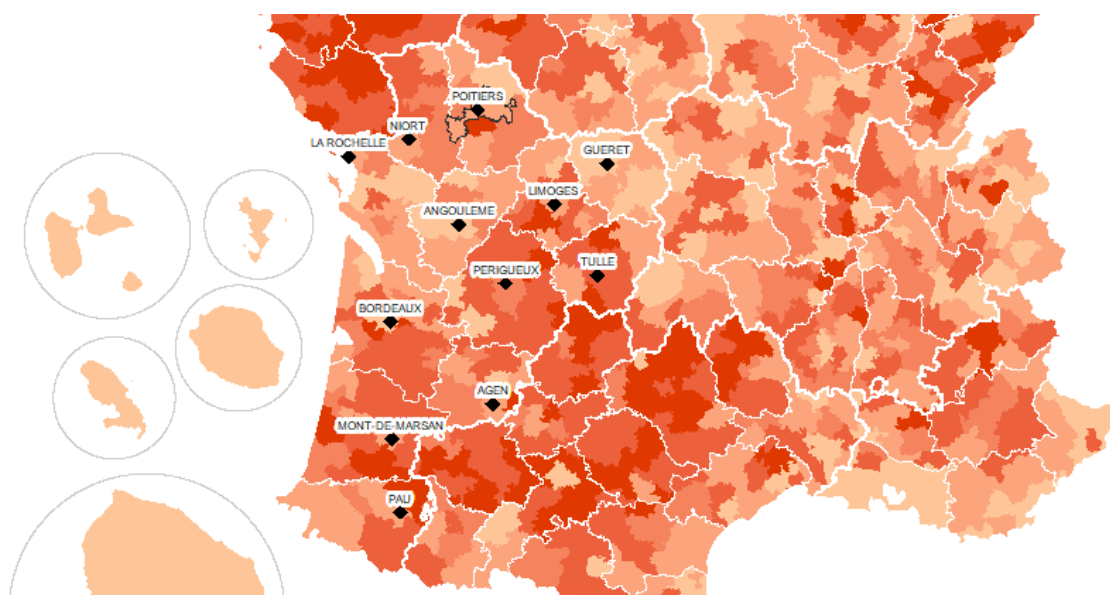 POITIERS
NIORT
LA ROCHELLE
GUERET
LIMOGES
ANGOULEME
TULLE
PERIGUEUX
BORDEAUX
AGEN
MONT-DE-MARSAN
PAU